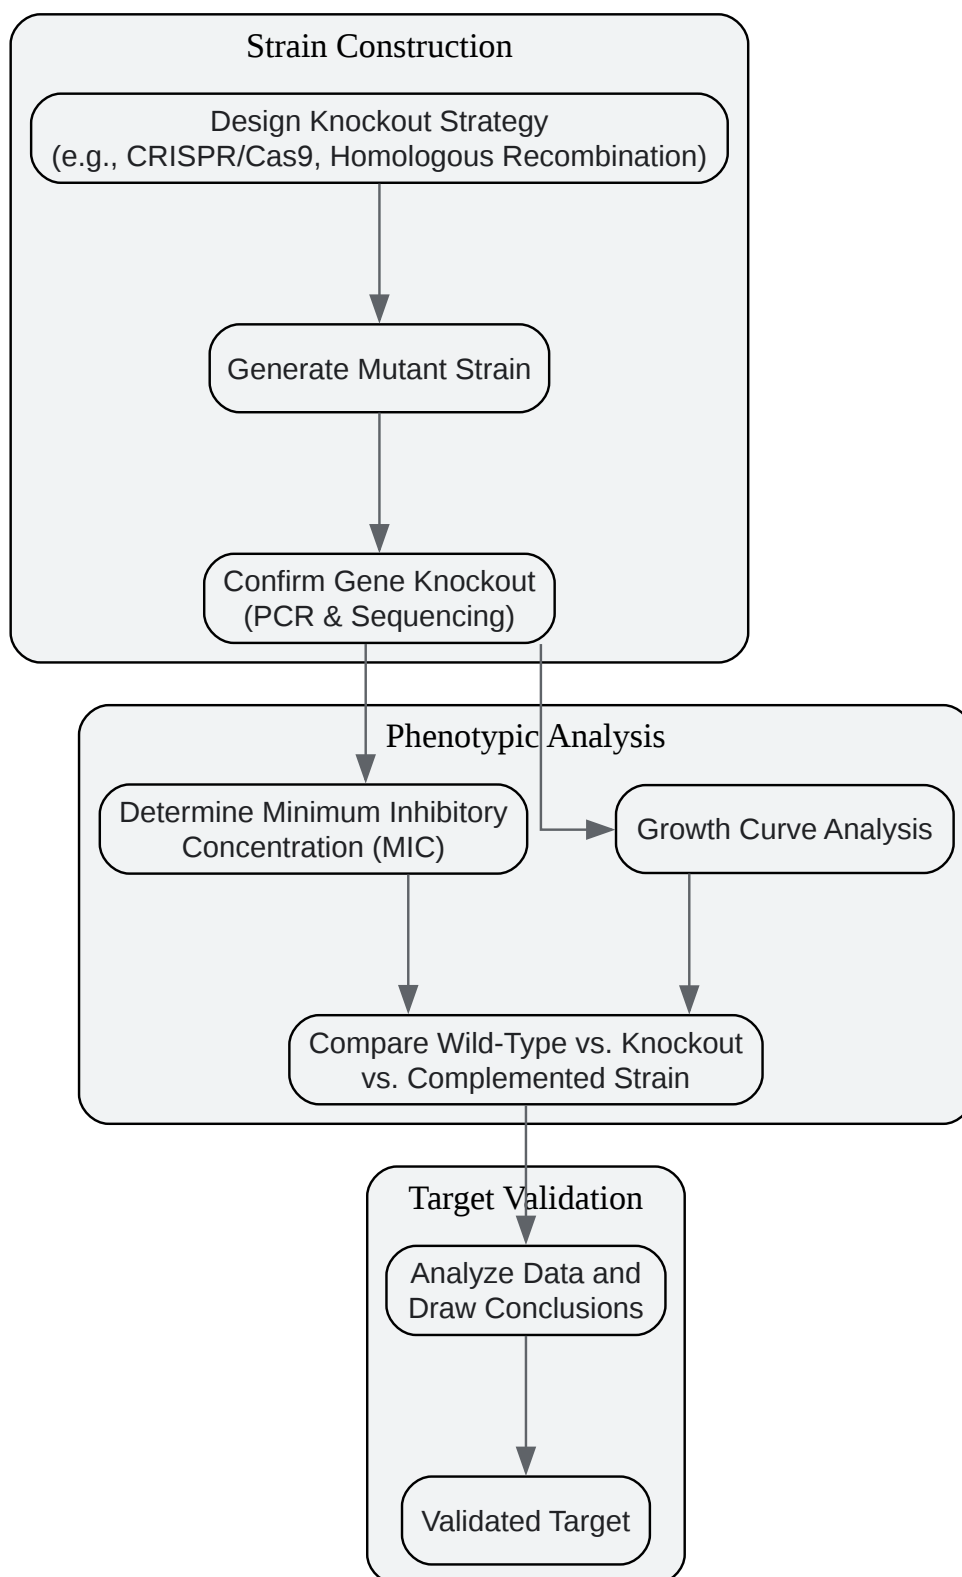 Strain Construction
Design Knockout Strategy
(e.g., CRISPR/Cas9, Homologous Recombination)
Generate Mutant Strain
Confirm Gene Knockout
(PCR & Sequencing)
Phenotypic Analysis
Determine Minimum Inhibitory
Concentration (MIC)
Growth Curve Analysis
Compare Wild-Type vs. Knockout
vs. Complemented Strain
Target Validation
Analyze Data and
Draw Conclusions
Validated Target